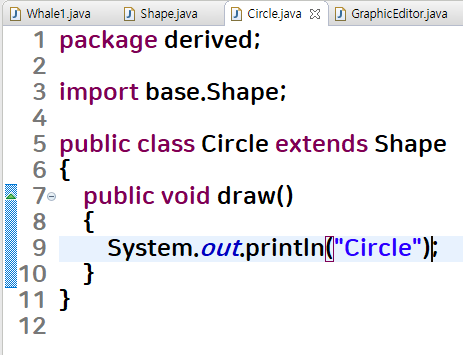 Whale1.java Shape.java Circle.java GraphicEditor.java
1 package derived;
2
3 import base.Shape;
4
5 public class Circle extends Shape
6 {
7 public void draw()
8 {
9 System.out.println("Circle");
10 }
11 }
12